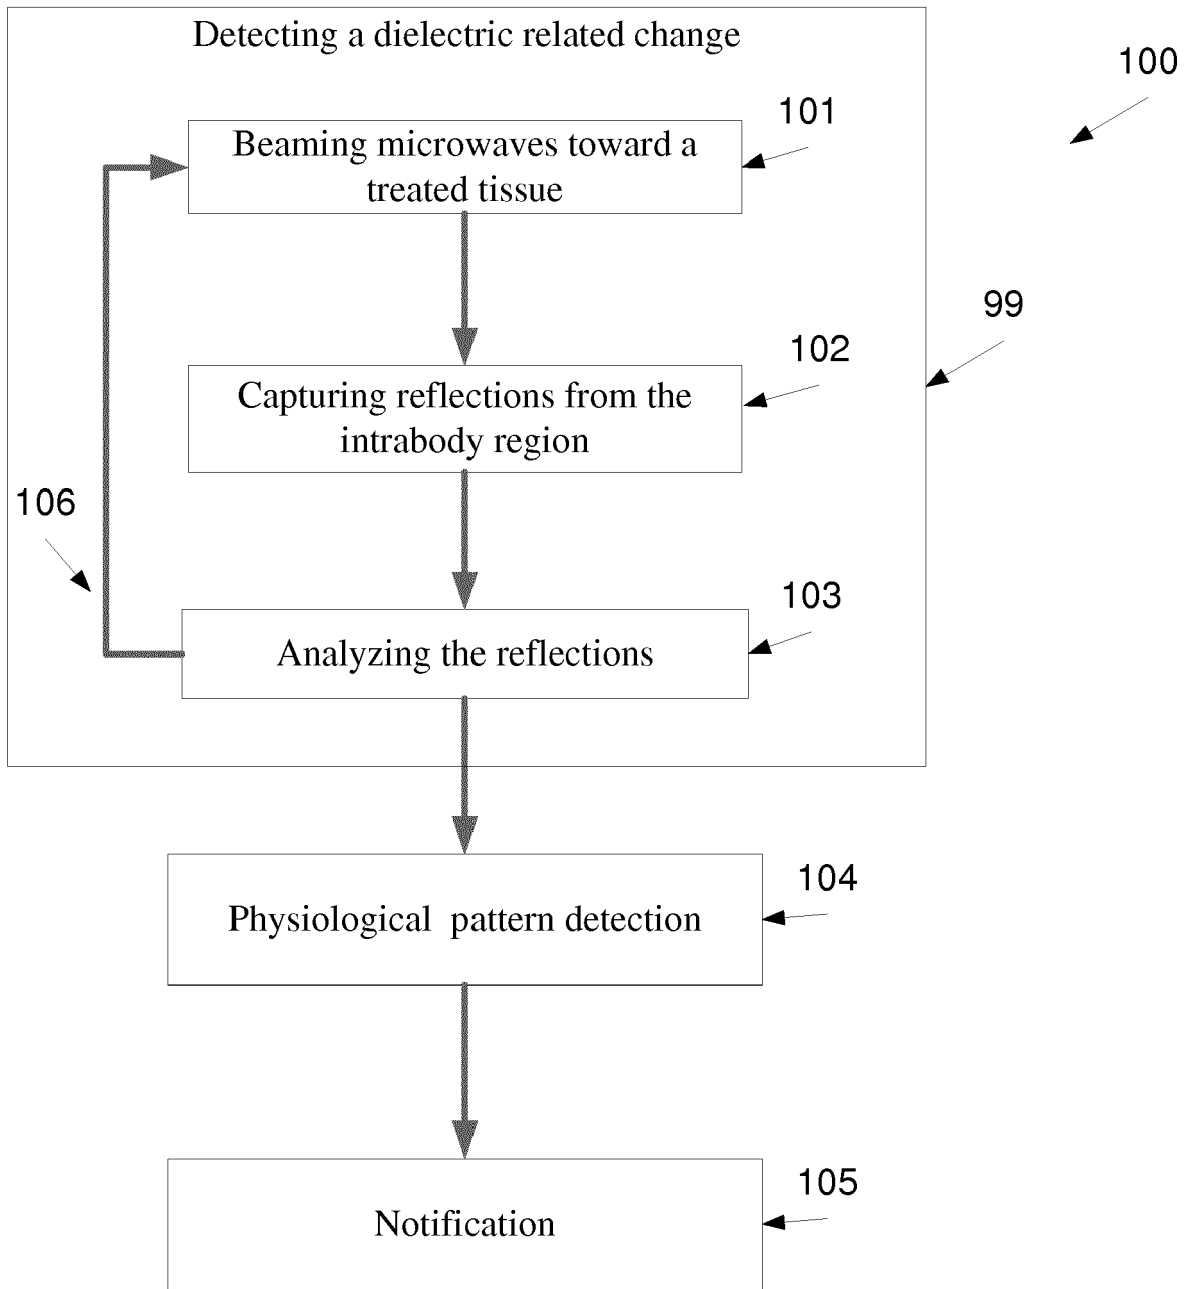 Detecting a dielectric related change
100
101
Beaming microwaves toward a
treated tissue
99
102
Capturing reflections from the
intrabody region
106
103
Analyzing the reflections
104
Physiological pattern detection
105
Notification